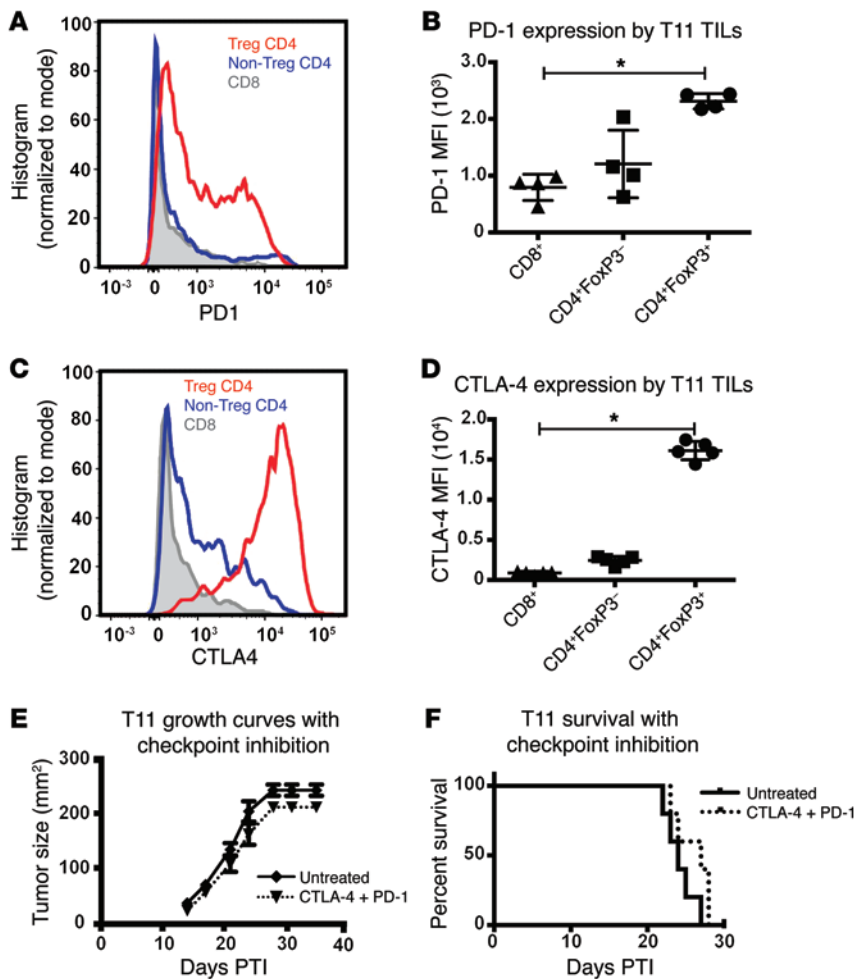 A
Histogram
(normalized to mode)
100
80
60
40
20
0
Treg CD4
Non-Treg CD4
CD8
10⁻³ 0 10³ 10⁴ 10⁵
PD1
B
PD-1 expression by T11 TILs
PD-1 MFI (10³)
3.0
2.0
1.0
0
*
CD8⁺
CD4⁺FoxP3⁻
CD4⁺FoxP3⁺
C
Histogram
(normalized to mode)
100
80
60
40
20
0
Treg CD4
Non-Treg CD4
CD8
10⁻³ 0 10³ 10⁴ 10⁵
CTLA4
D
CTLA-4 expression by T11 TILs
CTLA-4 MFI (10⁴)
2.0
1.5
1.0
0.5
0
*
CD8⁺
CD4⁺FoxP3⁻
CD4⁺FoxP3⁺
E
T11 growth curves with
checkpoint inhibition
Tumor size (mm²)
300
200
100
0
Untreated
CTLA-4 + PD-1
0 10 20 30 40
Days PTI
F
T11 survival with
checkpoint inhibition
Percent survival
100
50
0
Untreated
CTLA-4 + PD-1
0 10 20 30
Days PTI